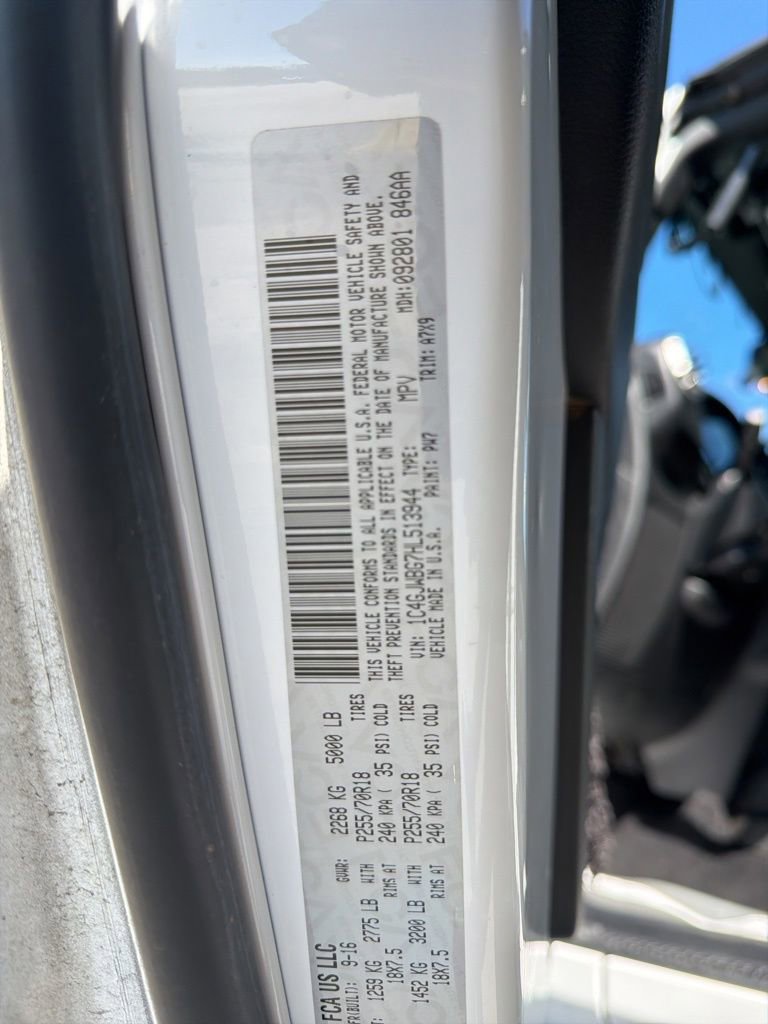 FCA US LLC
FR(BUILT): 9-16 GVWR: 2268 KG 5000 LB
T: 1259 KG 2775 LB WITH P255/70R18 TIRES
18X7.5 RIMS AT 240 KPA ( 35 PSI) COLD
1452 KG 3200 LB WITH P255/70R18 TIRES
18X7.5 RIMS AT 240 KPA ( 35 PSI) COLD
THIS VEHICLE CONFORMS TO ALL APPLICABLE U.S.A. FEDERAL MOTOR VEHICLE SAFETY AND
THEFT PREVENTION STANDARDS IN EFFECT ON THE DATE OF MANUFACTURE SHOWN ABOVE.
VIN: 1C4GJWBG7HL513944 TYPE: MPV MDH:092801 846AA
VEHICLE MADE IN U.S.A. PAINT: PW7 TRIM: A7X9